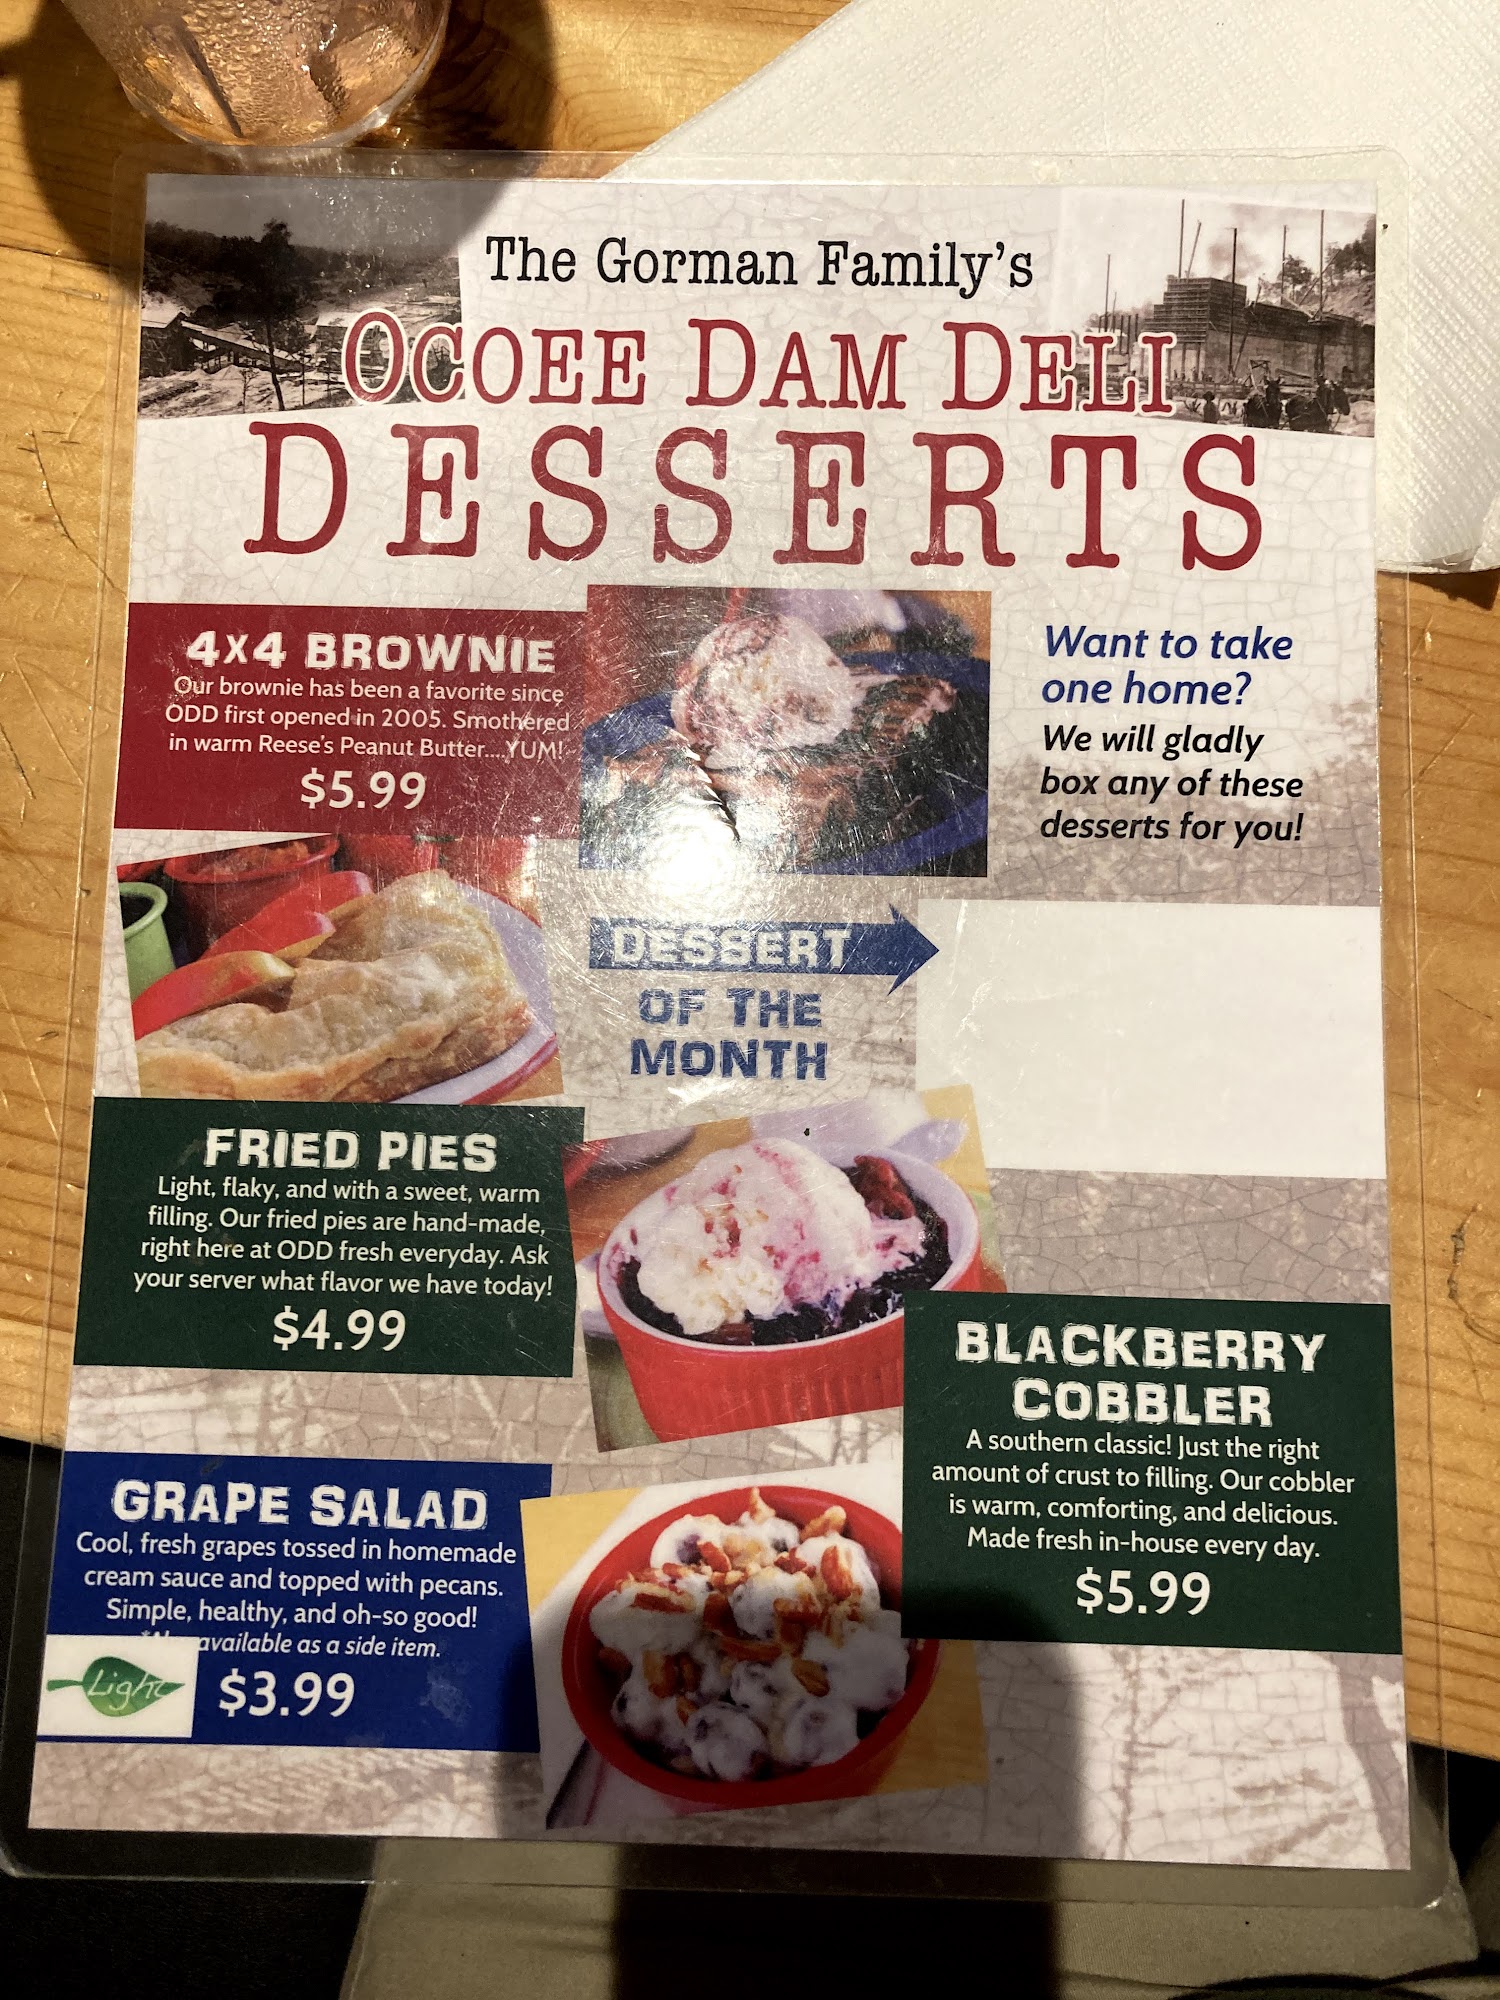 The Gorman Family's
OCOEE DAM DELI
DESSERTS
4X4 BROWNIE
Our brownie has been a favorite since
ODD first opened in 2005. Smothered
in warm Reese's Peanut Butter....YUM!
$5.99
Want to take
one home?
We will gladly
box any of these
desserts for you!
DESSERT
OF THE
MONTH
FRIED PIES
Light, flaky, and with a sweet, warm
filling. Our fried pies are hand-made,
right here at ODD fresh everyday. Ask
your server what flavor we have today!
$4.99
BLACKBERRY
COBBLER
A southern classic! Just the right
amount of crust to filling. Our cobbler
is warm, comforting, and delicious.
Made fresh in-house every day.
$5.99
GRAPE SALAD
Cool, fresh grapes tossed in homemade
cream sauce and topped with pecans.
Simple, healthy, and oh-so good!
available as a side item.
Light
$3.99